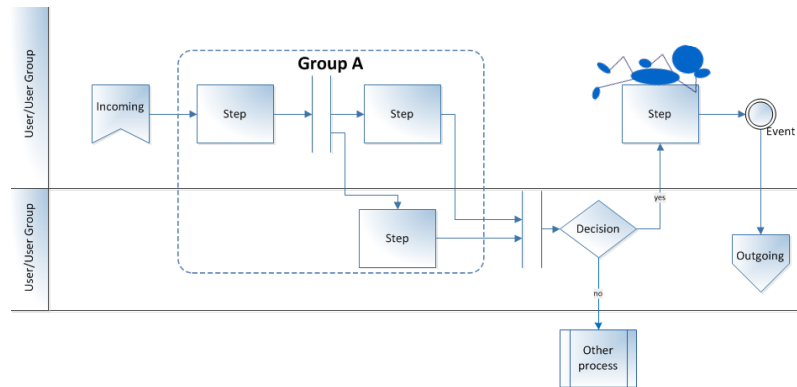 User/User Group
Group A
Incoming
Step
Step
Step
Event
yes
User/User Group
Step
Decision
Outgoing
no
Other
process